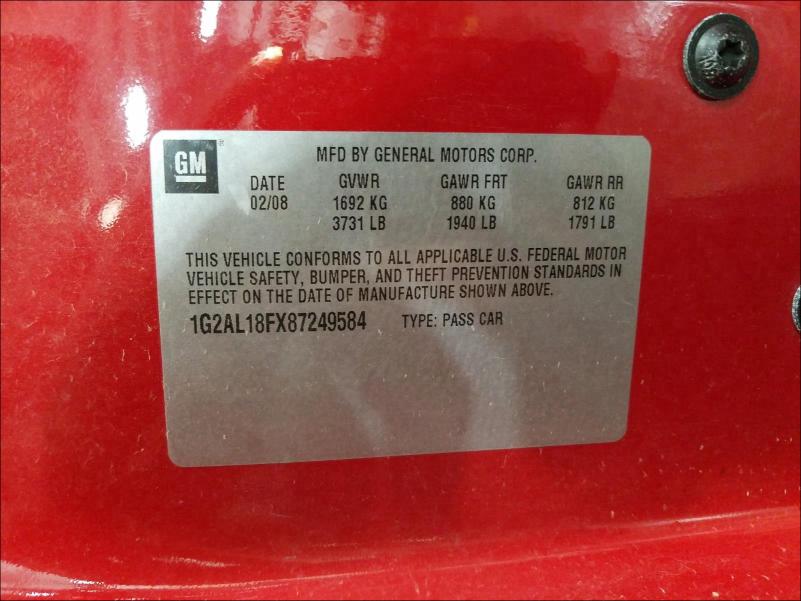 GM ®
MFD BY GENERAL MOTORS CORP.
DATE GVWR GAWR FRT GAWR RR
02/08 1692 KG 880 KG 812 KG
3731 LB 1940 LB 1791 LB
THIS VEHICLE CONFORMS TO ALL APPLICABLE U.S. FEDERAL MOTOR
VEHICLE SAFETY, BUMPER, AND THEFT PREVENTION STANDARDS IN
EFFECT ON THE DATE OF MANUFACTURE SHOWN ABOVE.
1G2AL18FX87249584 TYPE: PASS CAR